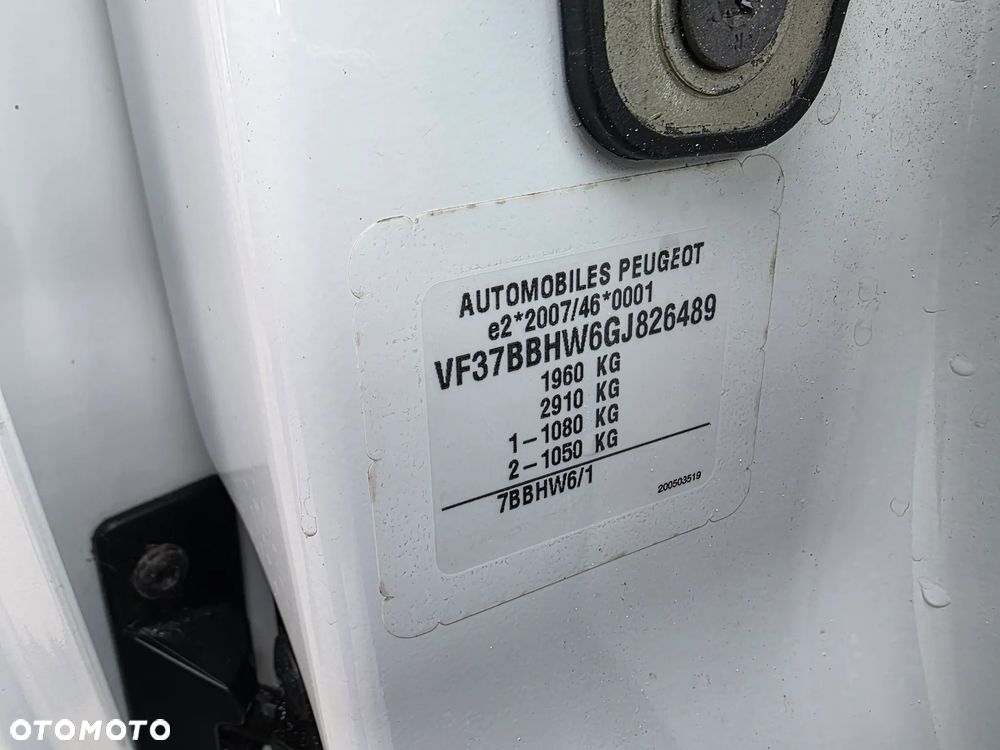 AUTOMOBILES PEUGEOT
e2*2007/46*0001
VF37BBHW6GJ826489
1960 KG
2910 KG
1-1080 KG
2-1050 KG
7BBHW6/1
200503519
OTOMOTO